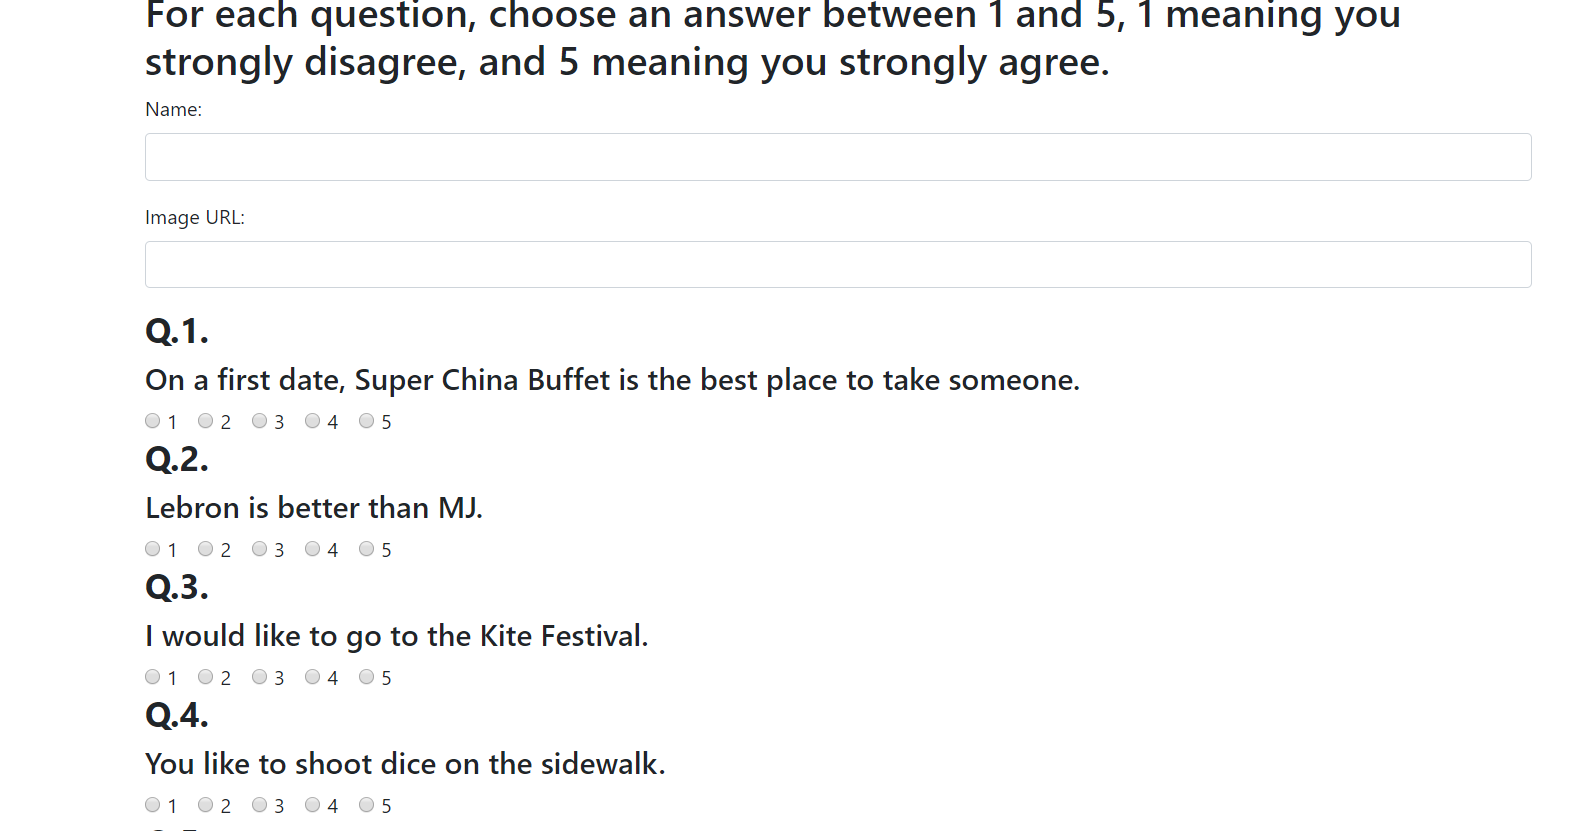 For each question, choose an answer between 1 and 5, 1 meaning you
strongly disagree, and 5 meaning you strongly agree.
Name:
Image URL:
Q.1.
On a first date, Super China Buffet is the best place to take someone.
1 2 3 4 5
Q.2.
Lebron is better than MJ.
1 2 3 4 5
Q.3.
I would like to go to the Kite Festival.
1 2 3 4 5
Q.4.
You like to shoot dice on the sidewalk.
1 2 3 4 5